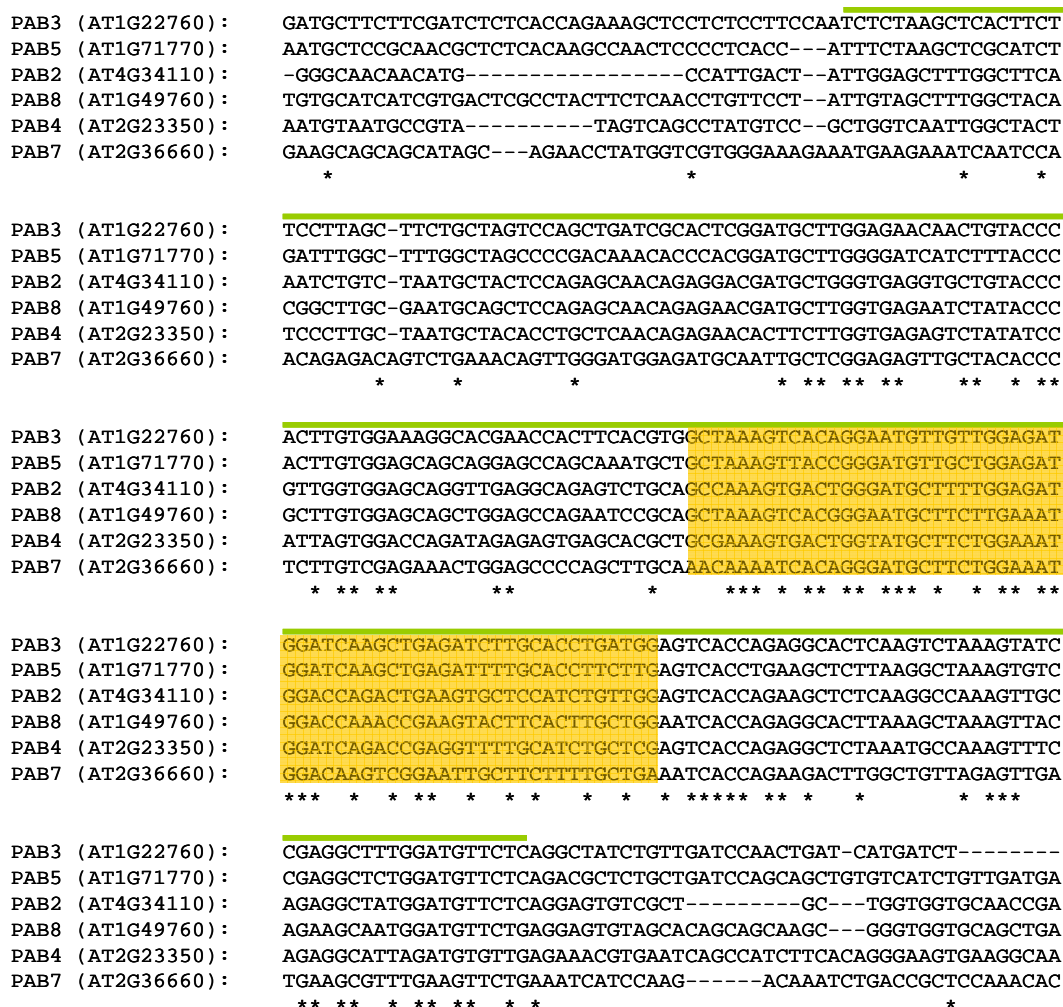 PAB3 (AT1G22760): GATGCTTCTTCGATCTCTCACCAGAAAGCTCCTCTCCTTCCAATCTCTAAGCTCACTTCT
PAB5 (AT1G71770): AATGCTCCGCAACGCTCTCACAAGCCAACTCCCCTCACC---ATTTCTAAGCTCGCATCT
PAB2 (AT4G34110): -GGGCAACAACATG-----------------CCATTGACT--ATTGGAGCTTTGGCTTCA
PAB8 (AT1G49760): TGTGCATCATCGTGACTCGCCTACTTCTCAACCTGTTCCT--ATTGTAGCTTTGGCTACA
PAB4 (AT2G23350): AATGTAATGCCGTA----------TAGTCAGCCTATGTCC--GCTGGTCAATTGGCTACT
PAB7 (AT2G36660): GAAGCAGCAGCATAGC---AGAACCTATGGTCGTGGGAAAGAAATGAAGAAATCAATCCA
* * * *
PAB3 (AT1G22760): TCCTTAGC-TTCTGCTAGTCCAGCTGATCGCACTCGGATGCTTGGAGAACAACTGTACCC
PAB5 (AT1G71770): GATTTGGC-TTTGGCTAGCCCCGACAAACACCCACGGATGCTTGGGGATCATCTTTACCC
PAB2 (AT4G34110): AATCTGTC-TAATGCTACTCCAGAGCAACAGAGGACGATGCTGGGTGAGGTGCTGTACCC
PAB8 (AT1G49760): CGGCTTGC-GAATGCAGCTCCAGAGCAACAGAGAACGATGCTTGGTGAGAATCTATACCC
PAB4 (AT2G23350): TCCCTTGC-TAATGCTACACCTGCTCAACAGAGAACACTTCTTGGTGAGAGTCTATATCC
PAB7 (AT2G36660): ACAGAGACAGTCTGAAACAGTTGGGATGGAGATGCAATTGCTCGGAGAGTTGCTACACCC
* * * * ** ** ** ** * **
PAB3 (AT1G22760): ACTTGTGGAAAGGCACGAACCACTTCACGTGGCTAAAGTCACAGGAATGTTGTTGGAGAT
PAB5 (AT1G71770): ACTTGTGGAGCAGCAGGAGCCAGCAAATGCTGCTAAAGTTACCGGGATGTTGCTGGAGAT
PAB2 (AT4G34110): GTTGGTGGAGCAGGTTGAGGCAGAGTCTGCAGCCAAAGTGACTGGGATGCTTTTGGAGAT
PAB8 (AT1G49760): GCTTGTGGAGCAGCTGGAGCCAGAATCCGCAGCTAAAGTCACGGGAATGCTTCTTGAAAT
PAB4 (AT2G23350): ATTAGTGGACCAGATAGAGAGTGAGCACGCTGCGAAAGTGACTGGTATGCTTCTGGAAAT
PAB7 (AT2G36660): TCTTGTCGAGAAACTGGAGCCCCAGCTTGCAAACAAAATCACAGGGATGCTTCTGGAAAT
* ** ** ** * *** ** ** *** * * ** **
PAB3 (AT1G22760): GGATCAAGCTGAGATCTTGCACCTGATGGAGTCACCAGAGGCACTCAAGTCTAAAGTATC
PAB5 (AT1G71770): GGATCAAGCTGAGATTTTGCACCTTCTTGAGTCACCTGAAGCTCTTAAGGCTAAAGTGTC
PAB2 (AT4G34110): GGACCAGACTGAAGTGCTCCATCTGTTGGAGTCACCAGAAGCTCTCAAGGCCAAAGTTGC
PAB8 (AT1G49760): GGACCAAACCGAAGTACTTCACTTGCTGGAATCACCAGAGGCACTTAAAGCTAAAGTTAC
PAB4 (AT2G23350): GGATCAGACCGAGGTTTTGCATCTGCTCGAGTCACCAGAGGCTCTAAATGCCAAAGTTTC
PAB7 (AT2G36660): GGACAAGTCGGAATTGCTTCTTTTGCTGAAATCACCAGAAGACTTGGCTGTTAGAGTTGA
*** * * ** * * * * * * ***** ** * * * ***
PAB3 (AT1G22760): CGAGGCTTTGGATGTTCTCAGGCTATCTGTTGATCCAACTGAT-CATGATCT--------
PAB5 (AT1G71770): CGAGGCTCTGGATGTTCTCAGACGCTCTGCTGATCCAGCAGCTGTGTCATCTGTTGATGA
PAB2 (AT4G34110): AGAGGCTATGGATGTTCTCAGGAGTGTCGCT---------GC---TGGTGGTGCAACCGA
PAB8 (AT1G49760): AGAAGCAATGGATGTTCTGAGGAGTGTAGCACAGCAGCAAGC---GGGTGGTGCAGCTGA
PAB4 (AT2G23350): AGAGGCATTAGATGTGTTGAGAAACGTGAATCAGCCATCTTCACAGGGAAGTGAAGGCAA
PAB7 (AT2G36660): TGAAGCGTTTGAAGTTCTGAAATCATCCAAG------ACAAATCTGACCGCTCCAAACAC
** ** * ** ** * * *